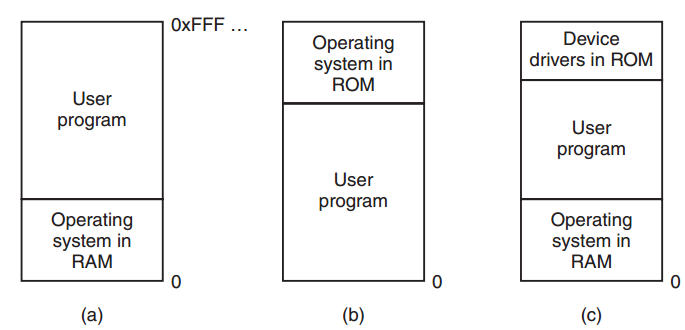 0xFFF …
User
program
Operating
system in
RAM
0
(a)
Operating
system in
ROM
User
program
0
(b)
Device
drivers in ROM
User
program
Operating
system in
RAM
0
(c)